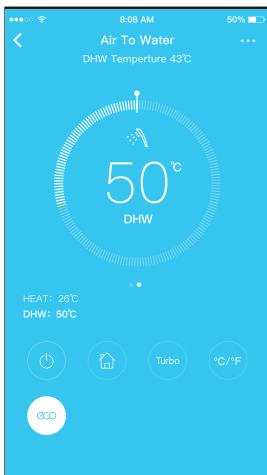 8:08 AM 50%
Air To Water ...
DHW Temperture 43℃
50℃
DHW
HEAT: 26℃
DHW: 50℃
Turbo °C/°F
eco